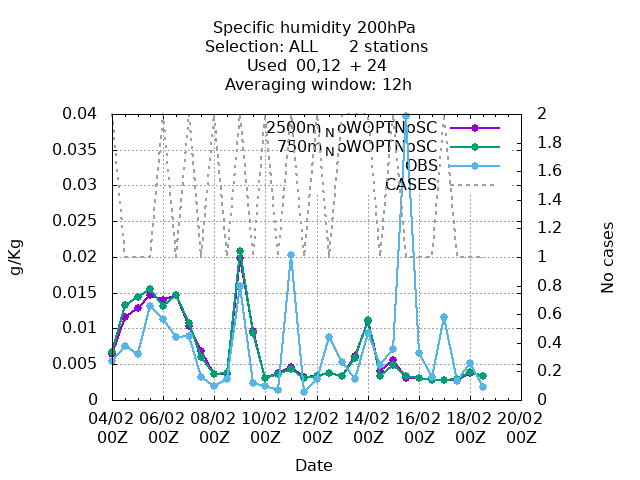 Specific humidity 200hPa
Selection: ALL 2 stations
Used 00,12 + 24
Averaging window: 12h
2500m NoWOPTNoSC
750m NoWOPTNoSC
OBS
CASES
g/Kg
0.04
0.035
0.03
0.025
0.02
0.015
0.01
0.005
0
No cases
2
1.8
1.6
1.4
1.2
1
0.8
0.6
0.4
0.2
0
04/02 06/02 08/02 10/02 12/02 14/02 16/02 18/02 20/02
00Z 00Z 00Z 00Z 00Z 00Z 00Z 00Z 00Z
Date